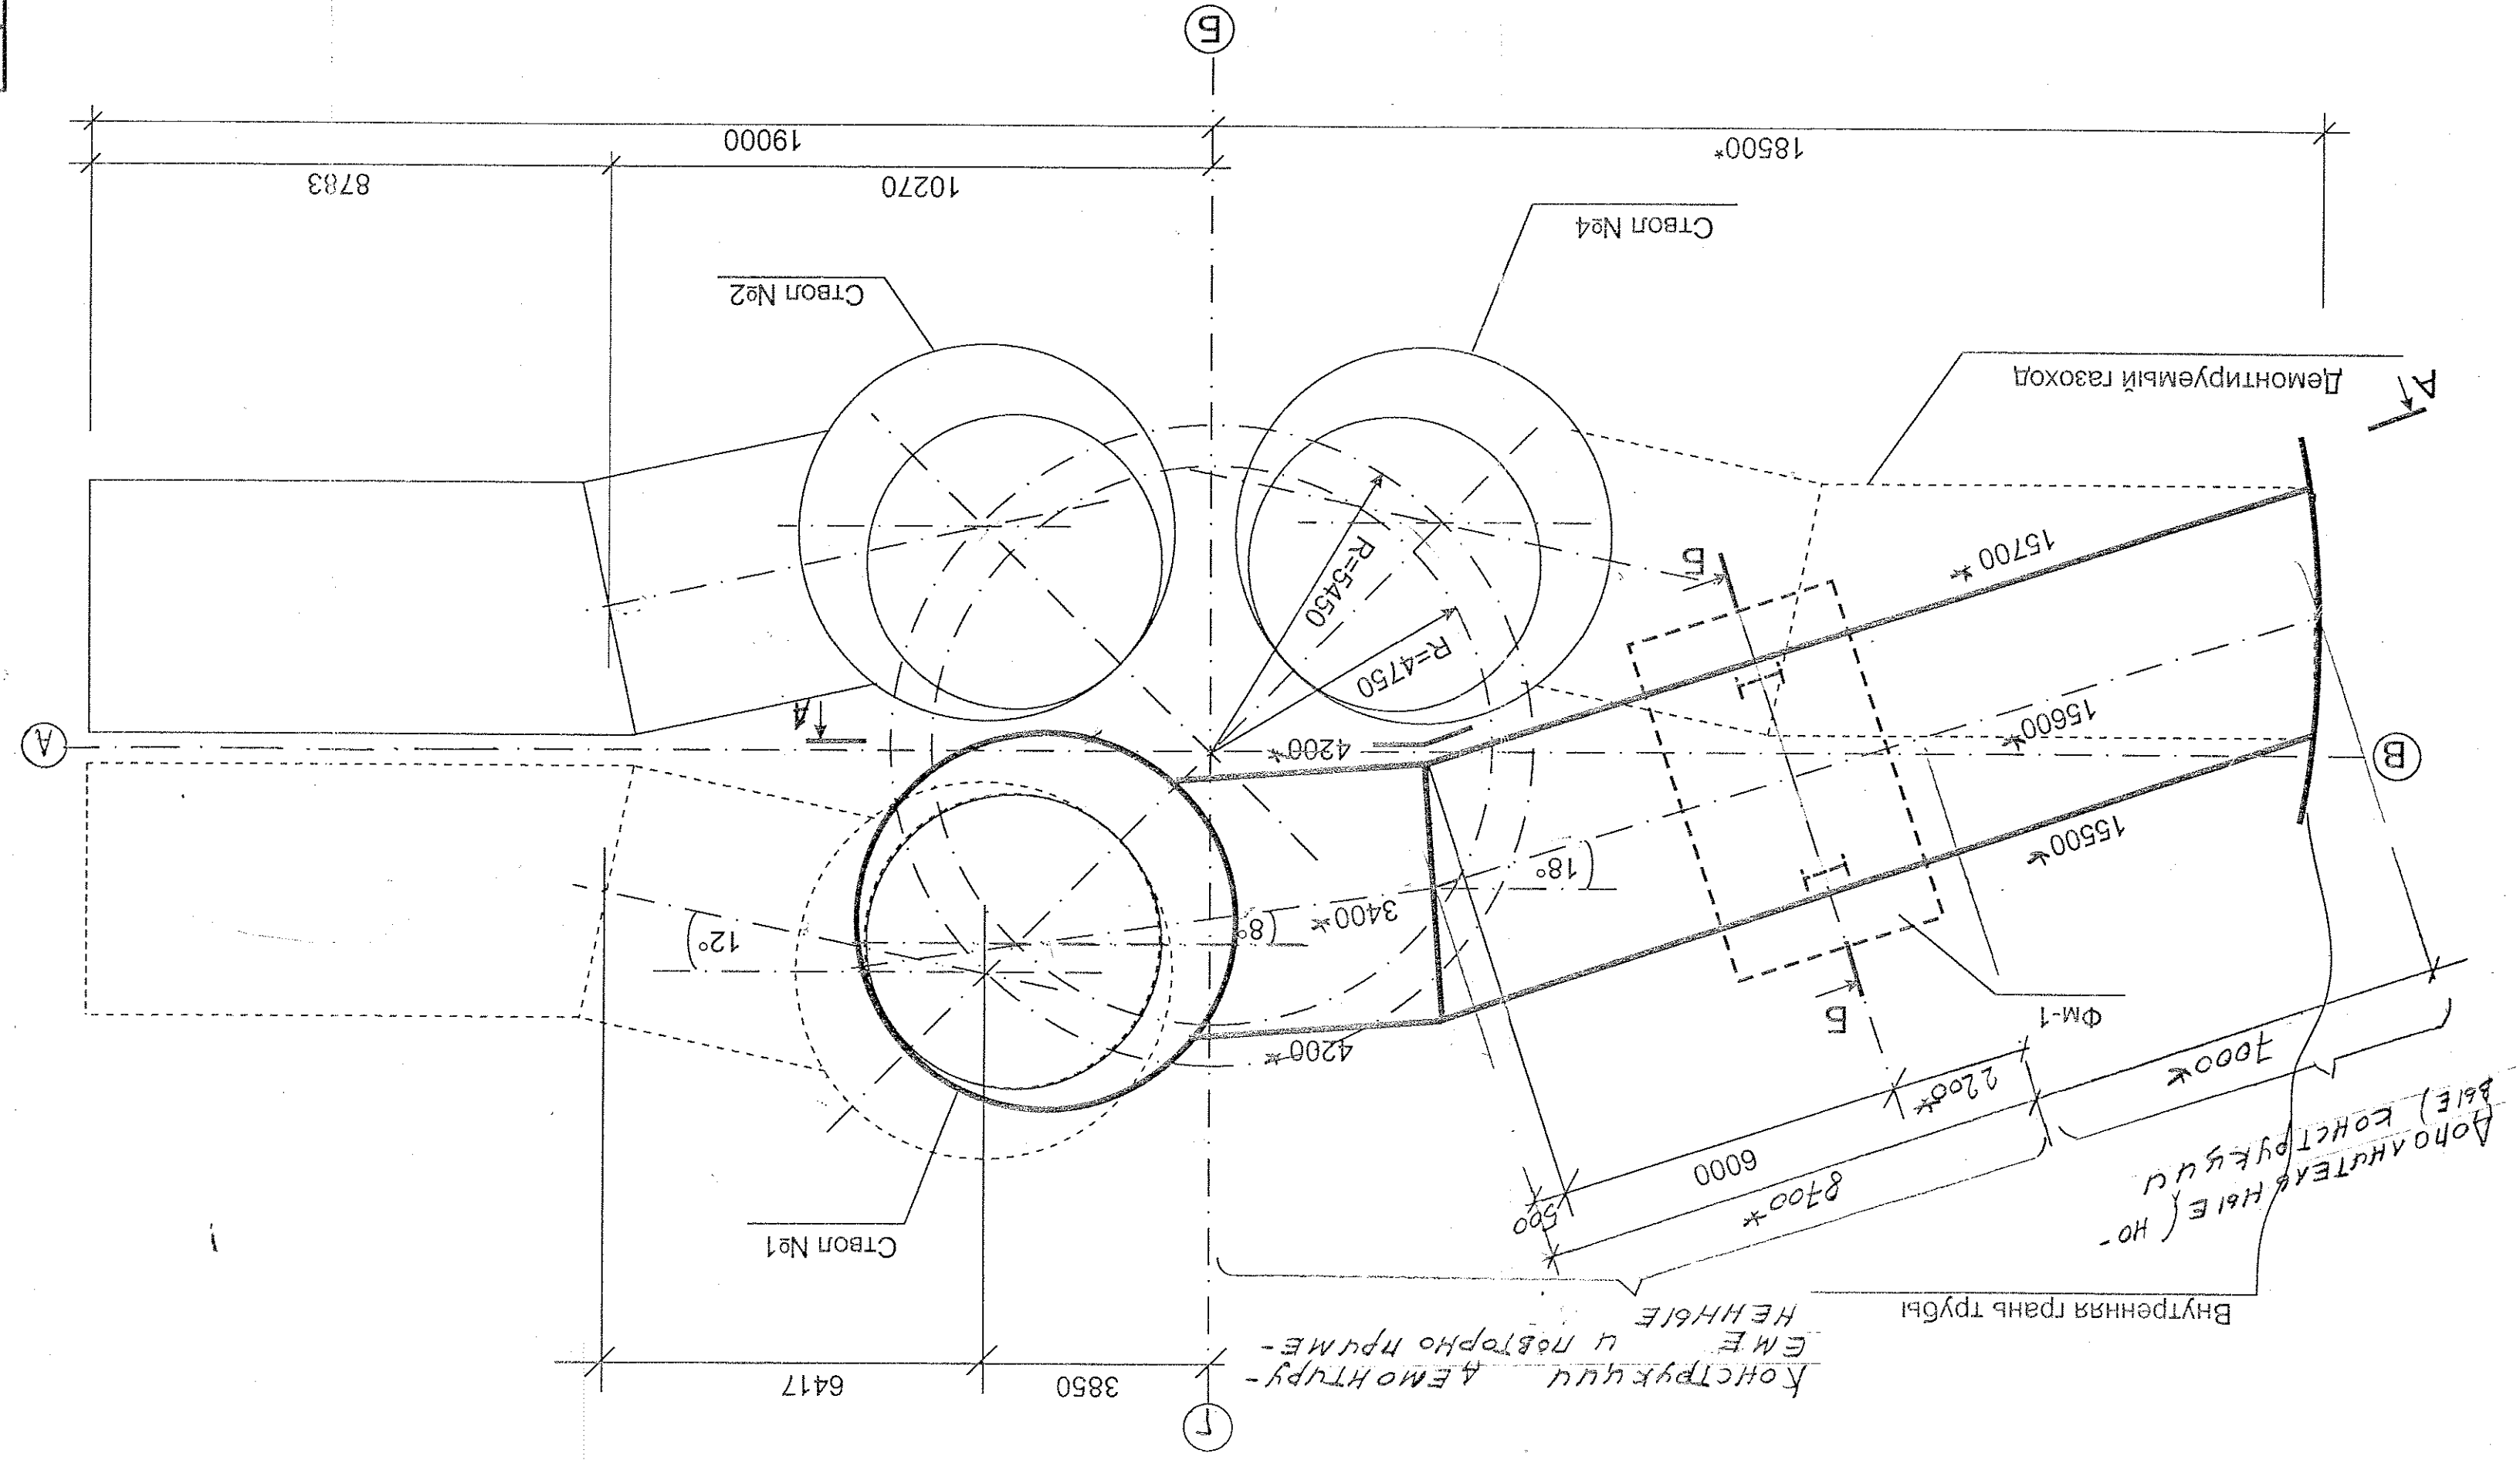 Г
3850
6417
Конструкции демонтиру-
еме и повторно приме-
ненные
Внутренняя грань трубы
Ствол №1
Дополнительные (но-
вые) конструкции
500
8700*
6000
2200*
7000*
Фм-1
Б
4200*
12°
8°
3400*
18°
15500*
15600*
15700*
В
А
4200*
А
R=4750
R=5450
Б
А
Демонтируемый газоход
Ствол №2
Ствол №4
18500*
10270
8783
19000
Б